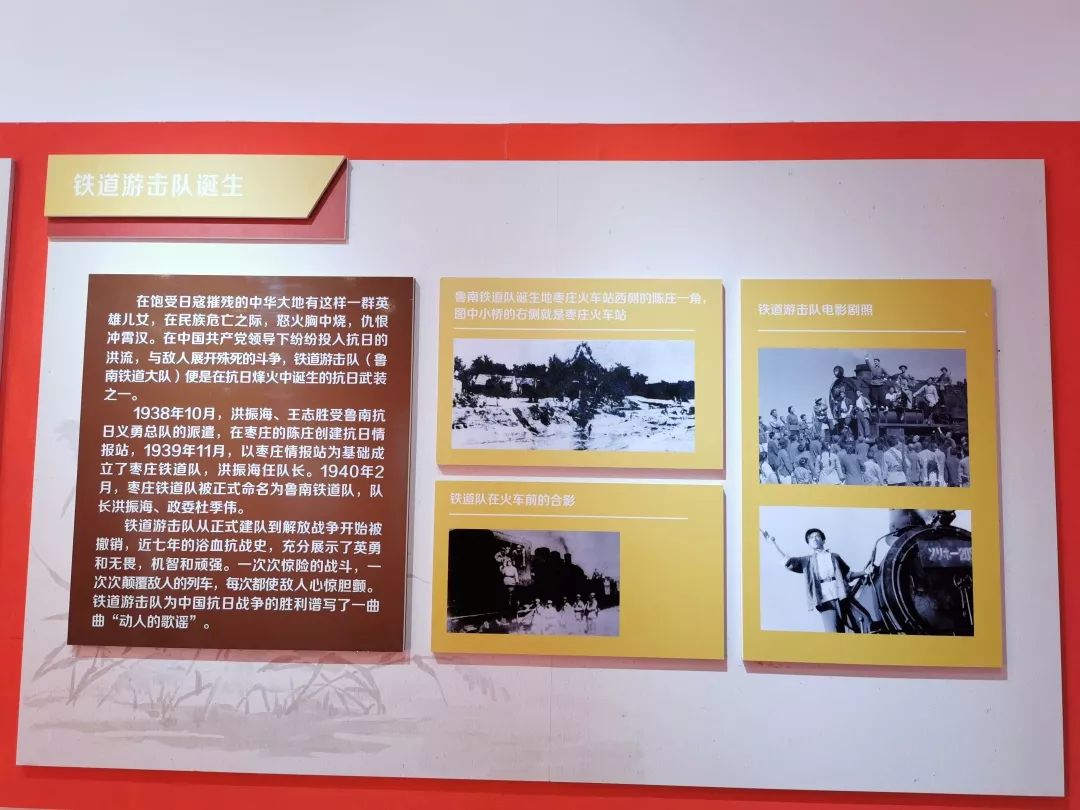 铁道游击队诞生
在饱受日寇摧残的中华大地有这样一群英
雄儿女，在民族危亡之际，怒火胸中烧，仇恨
冲霄汉。在中国共产党领导下纷纷投入抗日的
洪流，与敌人展开殊死的斗争，铁道游击队（鲁
南铁道大队）便是在抗日烽火中诞生的抗日武装
之一。
1938年10月，洪振海、王志胜受鲁南抗
日义勇总队的派遣，在枣庄的陈庄创建抗日情
报站，1939年11月，以枣庄情报站为基础成
立了枣庄铁道队，洪振海任队长。1940年2
月，枣庄铁道队被正式命名为鲁南铁道队，队
长洪振海、政委杜季伟。
铁道游击队从正式建队到解放战争开始被
撤销，近七年的浴血抗战史，充分展示了英勇
和无畏，机智和顽强。一次次惊险的战斗，一
次次颠覆敌人的列车，每次都使敌人心惊胆颤。
铁道游击队为中国抗日战争的胜利谱写了一曲
曲“动人的歌谣”。
鲁南铁道队诞生地枣庄火车站西侧的陈庄一角，
图中小桥的右侧就是枣庄火车站
铁道队在火车前的合影
铁道游击队电影剧照